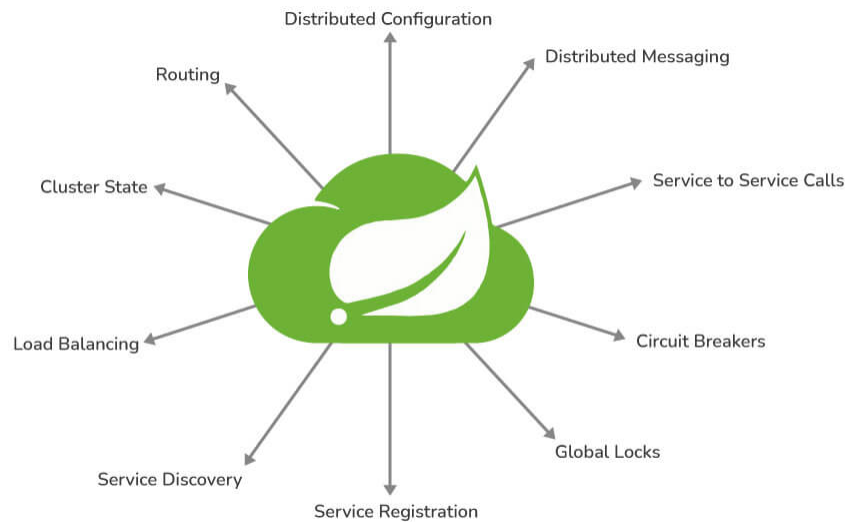 Distributed Configuration
Distributed Messaging
Routing
Service to Service Calls
Cluster State
Circuit Breakers
Load Balancing
Global Locks
Service Discovery
Service Registration